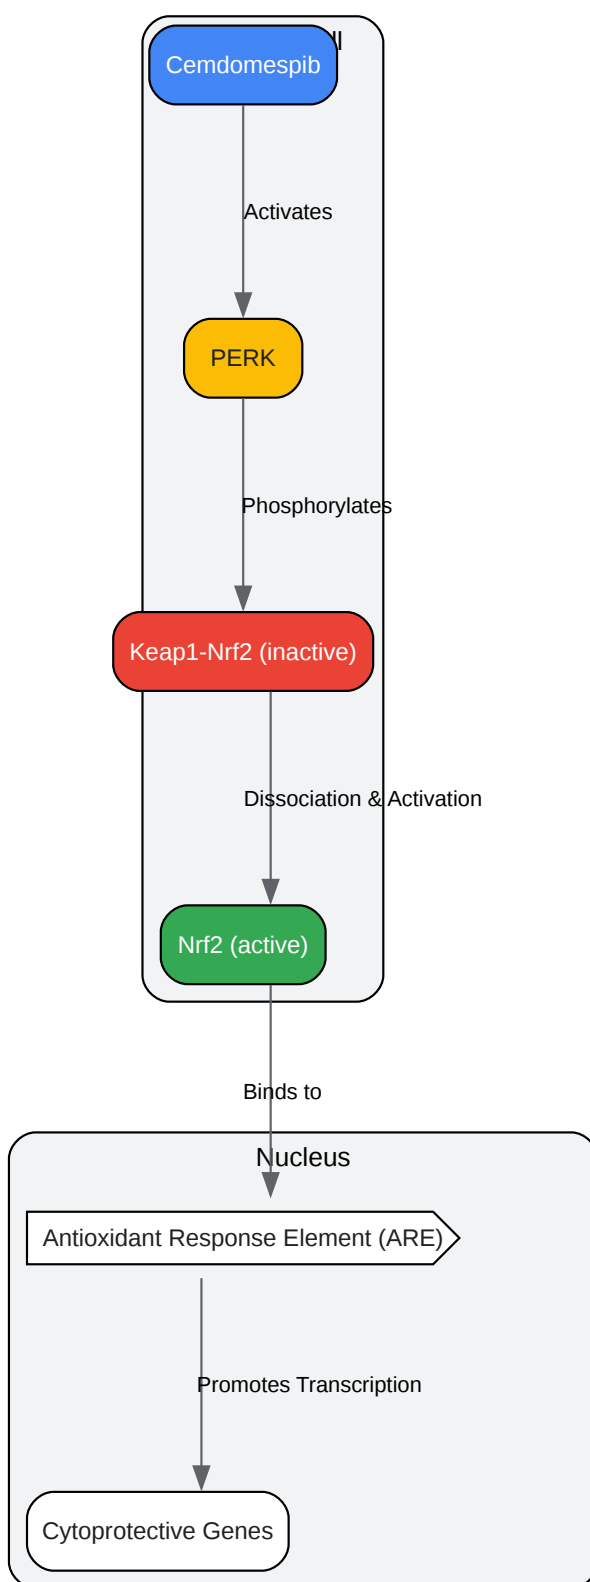 Cemdomespib
Activates
PERK
Phosphorylates
Keap1-Nrf2 (inactive)
Dissociation & Activation
Nrf2 (active)
Binds to
Nucleus
Antioxidant Response Element (ARE)
Promotes Transcription
Cytoprotective Genes